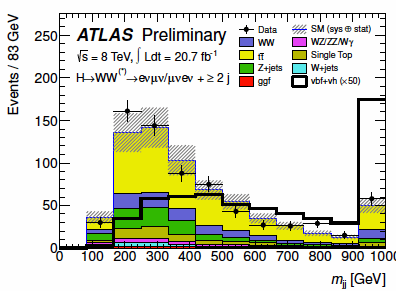 ATLAS Preliminary
√s = 8 TeV, ∫ Ldt = 20.7 fb⁻¹
H→WW⁽*⁾→eνμν/μνeν + ≥ 2 j
Data
SM (sys ⊕ stat)
WW
WZ/ZZ/Wγ
tt̄
Single Top
Z+jets
W+jets
ggf
vbf+vh (×50)
Events / 83 GeV
250
200
150
100
50
0
0 100 200 300 400 500 600 700 800 900 1000
mjj [GeV]